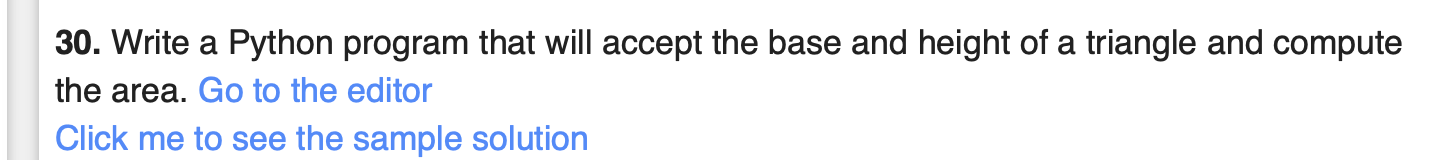 30. Write a Python program that will accept the base and height of a triangle and compute
the area. Go to the editor
Click me to see the sample solution